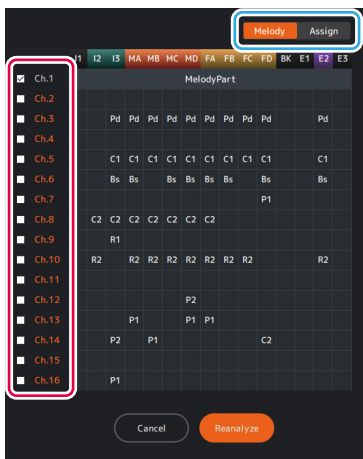 Melody Assign
I1 I2 I3 MA MB MC MD FA FB FC FD BK E1 E2 E3
Ch.1 MelodyPart
Ch.2
Ch.3 Pd Pd Pd Pd Pd Pd Pd Pd Pd Pd
Ch.4
Ch.5 C1 C1 C1 C1 C1 C1 C1 C1 C1 C1
Ch.6 Bs Bs Bs Bs Bs Bs Bs Bs
Ch.7 P1
Ch.8 C2 C2 C2 C2 C2 C2 C2
Ch.9 R1
Ch.10 R2 R2 R2 R2 R2 R2 R2 R2 R2
Ch.11
Ch.12 P2
Ch.13 P1 P1 P1
Ch.14 P2 P1 C2
Ch.15
Ch.16 P1
Cancel Reanalyze